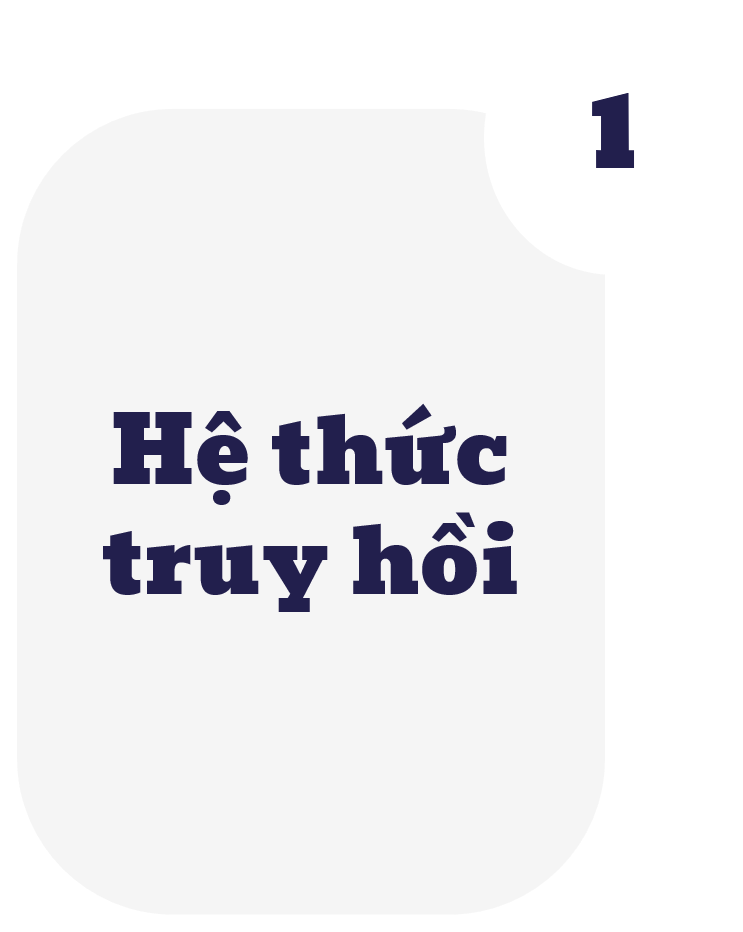 1
Hệ thức
truy hồi